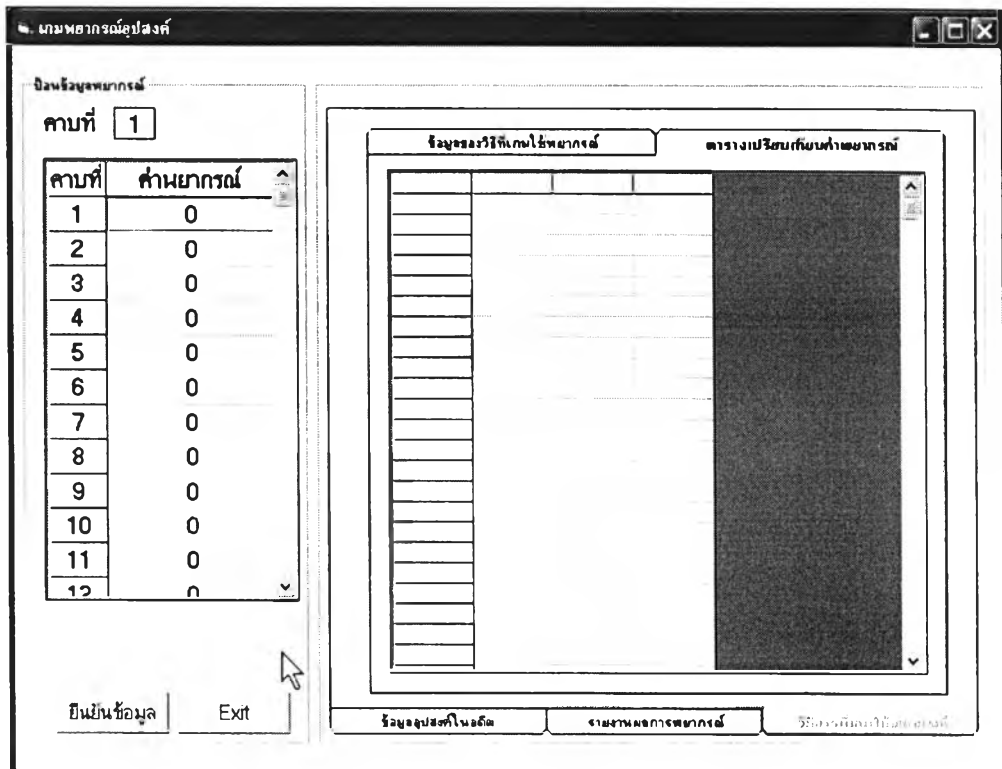 เกมพยากรณ์อุปสงค์
ป้อนข้อมูลพยากรณ์
คาบที่ 1
คาบที่ ค่าพยากรณ์
1 0
2 0
3 0
4 0
5 0
6 0
7 0
8 0
9 0
10 0
11 0
12 0
ยืนยันข้อมูล Exit
ข้อมูลของวิธีที่เกมใช้พยากรณ์ ตารางเปรียบเทียบค่าพยากรณ์
ข้อมูลอุปสงค์ในอดีต รายงานผลการพยากรณ์